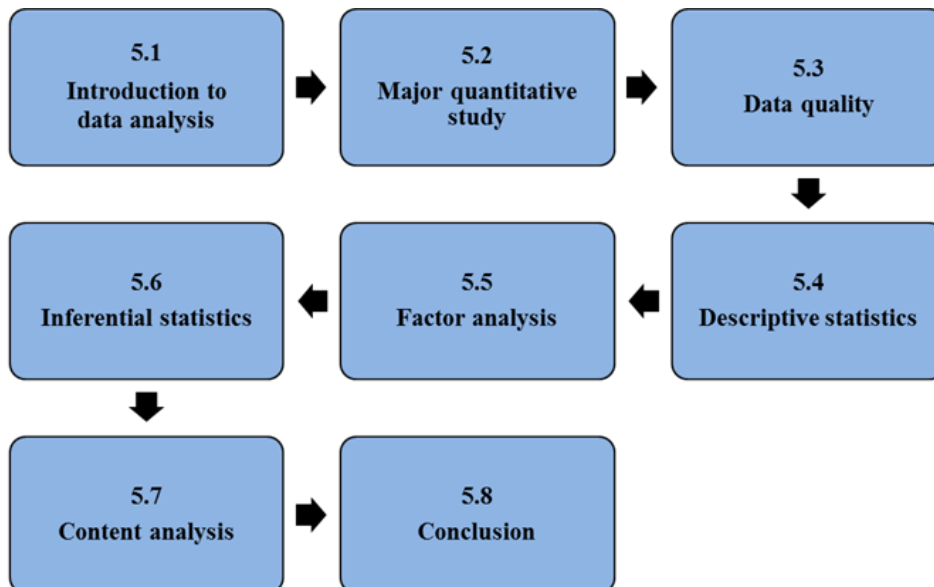 5.1
Introduction to
data analysis
5.2
Major quantitative
study
5.3
Data quality
5.4
Descriptive statistics
5.5
Factor analysis
5.6
Inferential statistics
5.7
Content analysis
5.8
Conclusion